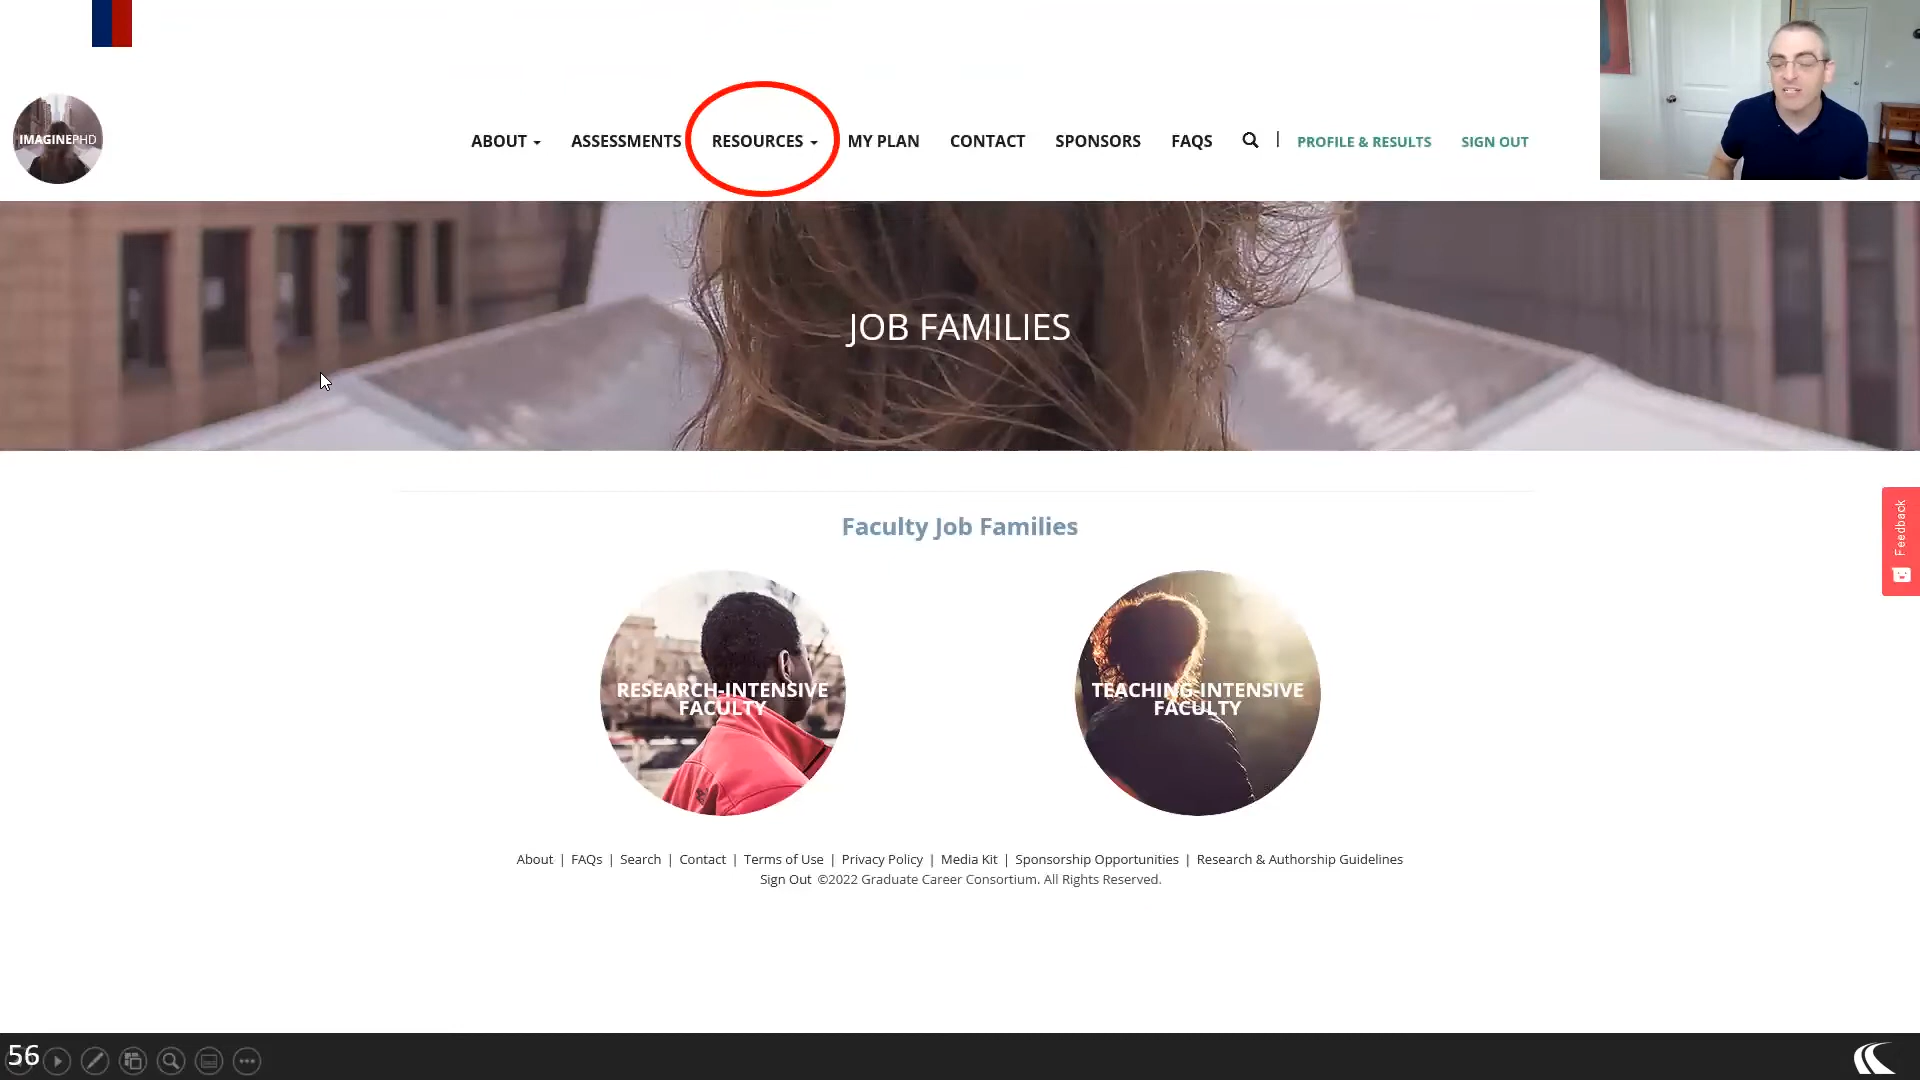 IMAGINEPHD
ABOUT
ASSESSMENTS
RESOURCES
MY PLAN
CONTACT
SPONSORS
FAQS
|
PROFILE & RESULTS
SIGN OUT
JOB FAMILIES
Feedback
Faculty Job Families
RESEARCH-INTENSIVE
FACULTY
TEACHING-INTENSIVE
FACULTY
About | FAQs | Search | Contact | Terms of Use | Privacy Policy | Media Kit | Sponsorship Opportunities | Research & Authorship Guidelines
Sign Out ©2022 Graduate Career Consortium. All Rights Reserved.
56